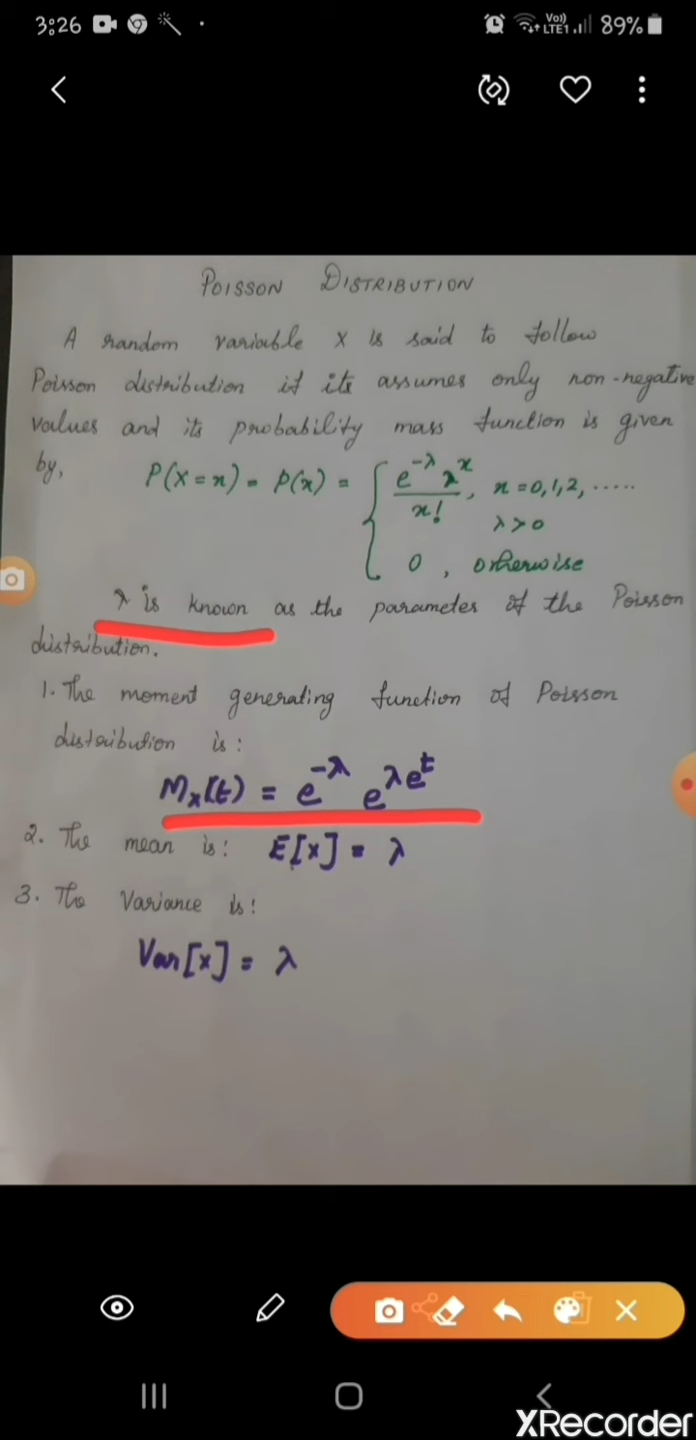 3:26
Vo) LTE1 89%
POISSON DISTRIBUTION
A random variable X is said to follow
Poisson distribution if its assumes only non-negative
values and its probability mass function is given
by, P(X=x) = P(x) = { e^-λ λ^x / x! , x = 0,1,2, .....
λ > 0
0 , otherwise
λ is known as the parameter of the Poisson
distribution.
1. The moment generating function of Poisson
distribution is :
Mx(t) = e^-λ e^λe^t
2. The mean is : E[x] = λ
3. The Variance is :
Var[x] = λ
XRecorder